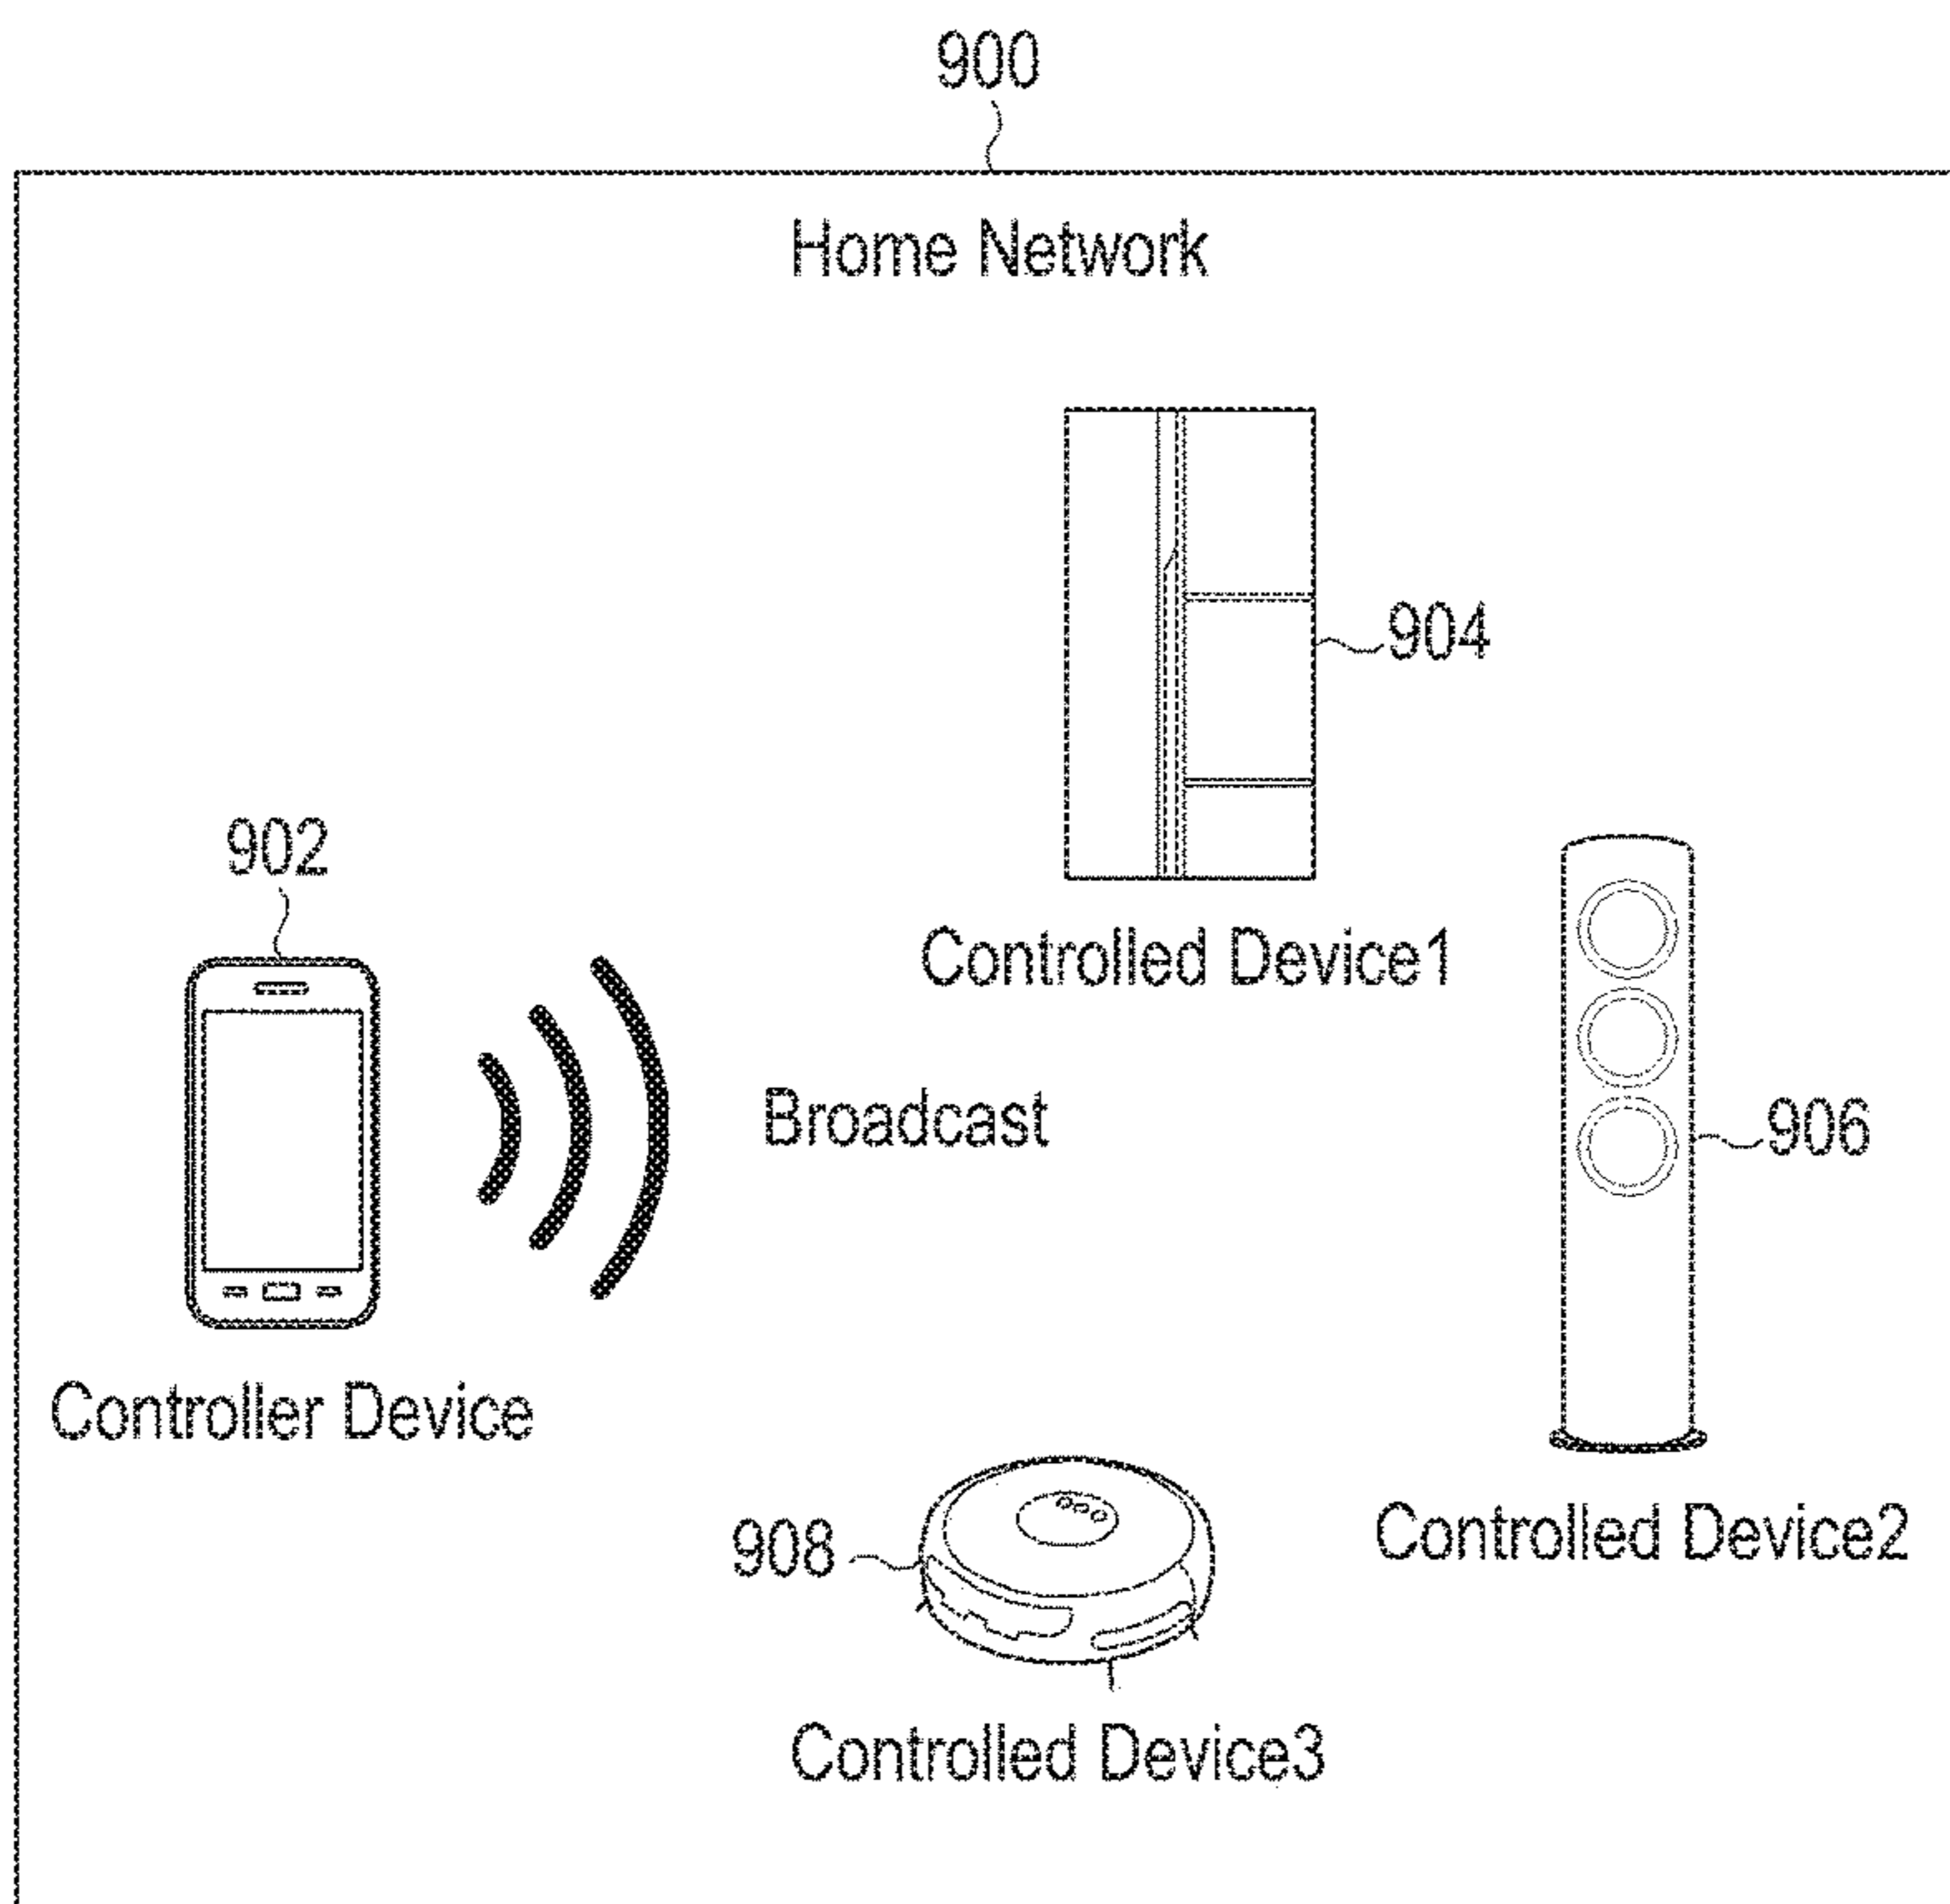 900
Home Network
904
902
Controlled Device1
Broadcast
906
Controller Device
908
Controlled Device2
Controlled Device3